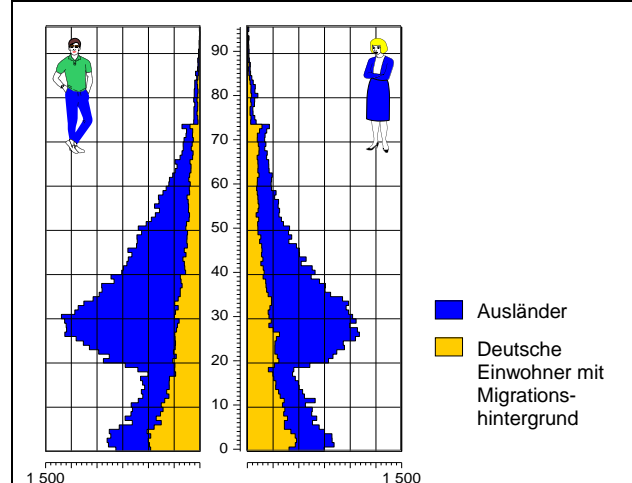 90
80
70
60
50
40
30
20
10
0
1 500
1 500
Ausländer
Deutsche
Einwohner mit
Migrations-
hintergrund